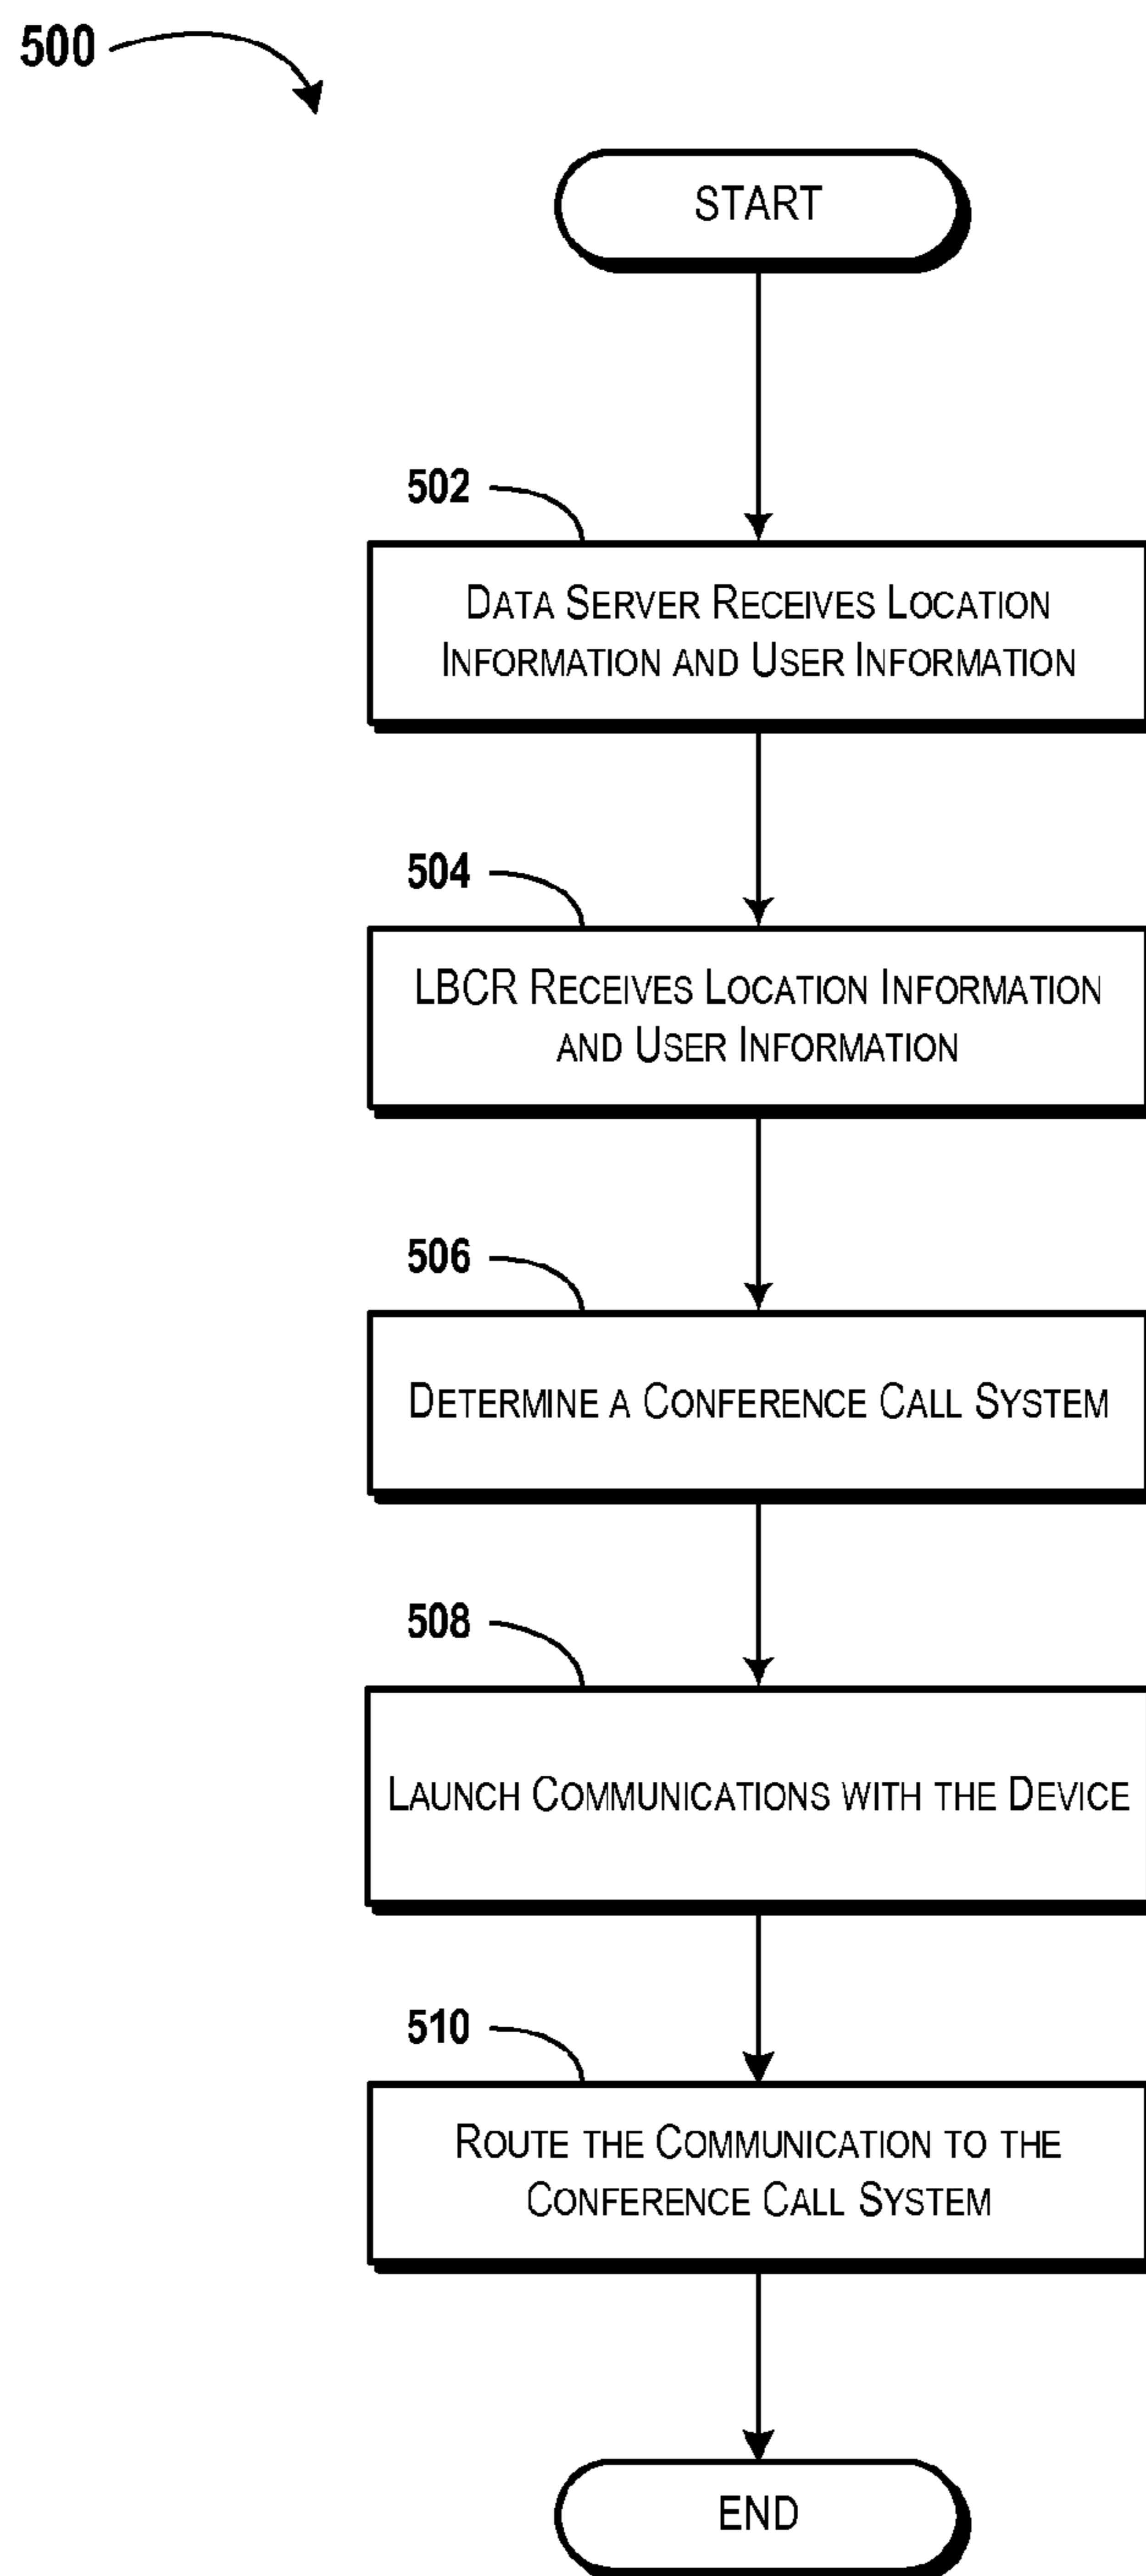 500
START
502
DATA SERVER RECEIVES LOCATION
INFORMATION AND USER INFORMATION
504
LBCR RECEIVES LOCATION INFORMATION
AND USER INFORMATION
506
DETERMINE A CONFERENCE CALL SYSTEM
508
LAUNCH COMMUNICATIONS WITH THE DEVICE
510
ROUTE THE COMMUNICATION TO THE
CONFERENCE CALL SYSTEM
END